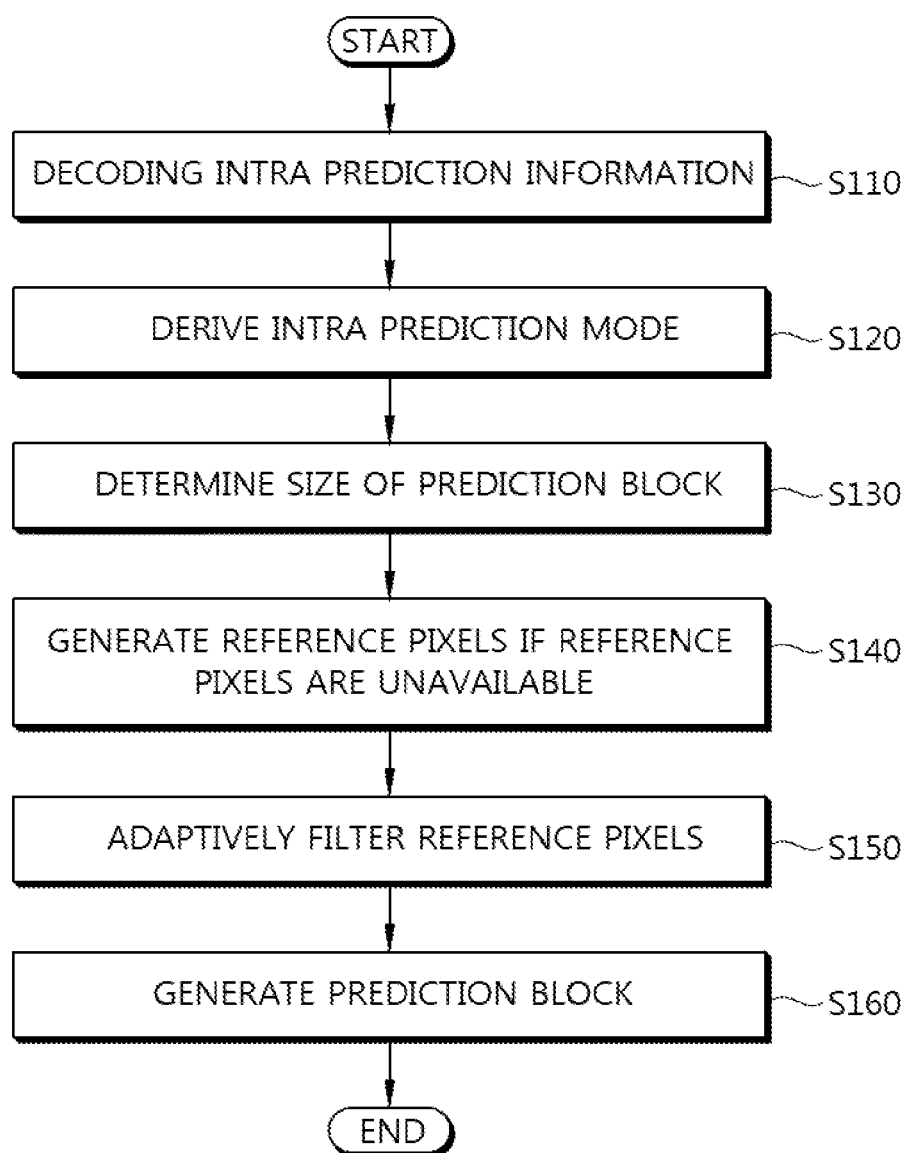 START
DECODING INTRA PREDICTION INFORMATION
S110
DERIVE INTRA PREDICTION MODE
S120
DETERMINE SIZE OF PREDICTION BLOCK
S130
GENERATE REFERENCE PIXELS IF REFERENCE
PIXELS ARE UNAVAILABLE
S140
ADAPTIVELY FILTER REFERENCE PIXELS
S150
GENERATE PREDICTION BLOCK
S160
END